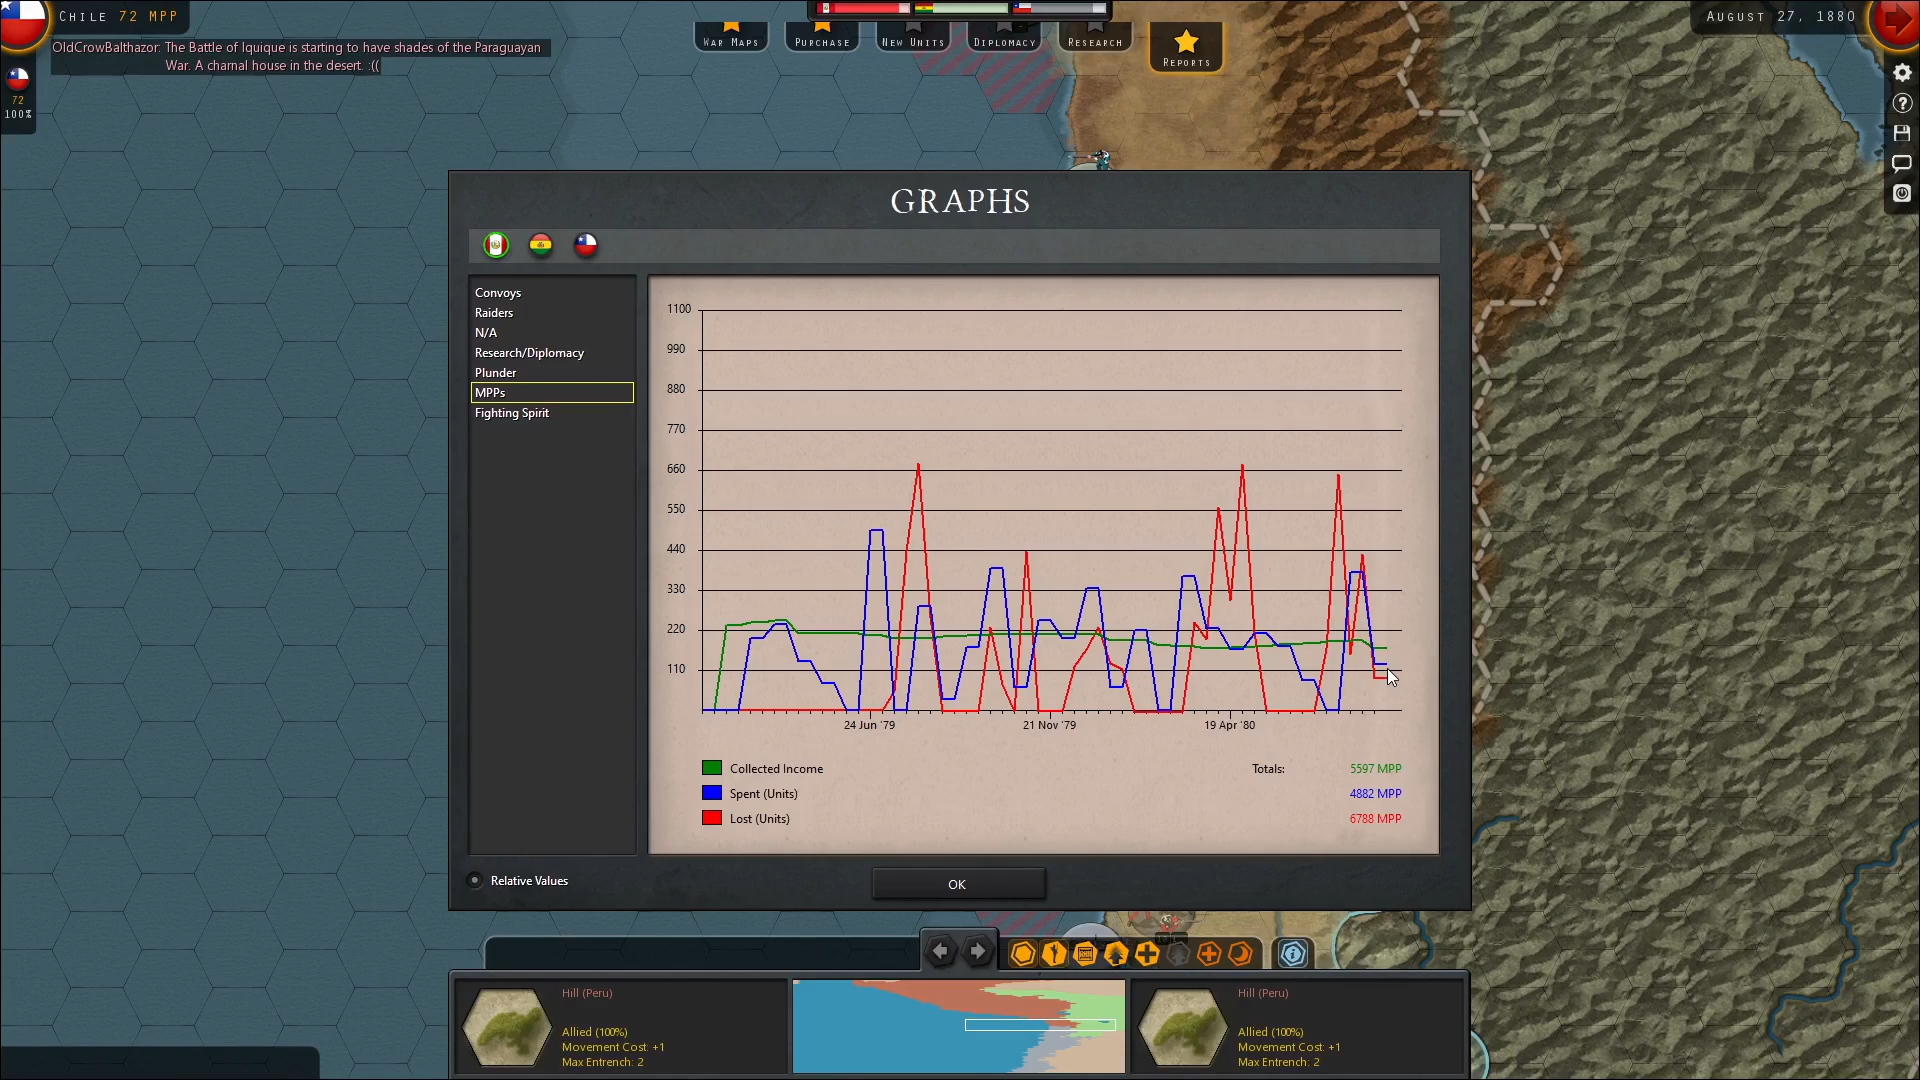 CHILE 72 MPP
OldCrowBalthazor: The Battle of Iquique is starting to have shades of the Paraguayan
War. A charnal house in the desert. :((
72
100%
WAR MAPS
PURCHASE
NEW UNITS
DIPLOMACY
RESEARCH
REPORTS
AUGUST 27, 1880
GRAPHS
Convoys
Raiders
N/A
Research/Diplomacy
Plunder
MPPs
Fighting Spirit
1100
990
880
770
660
550
440
330
220
110
24 Jun '79
21 Nov '79
19 Apr '80
Collected Income
Totals:
5597 MPP
Spent (Units)
4882 MPP
Lost (Units)
6788 MPP
Relative Values
OK
Hill (Peru)
Allied (100%)
Movement Cost: +1
Max Entrench: 2
Hill (Peru)
Allied (100%)
Movement Cost: +1
Max Entrench: 2